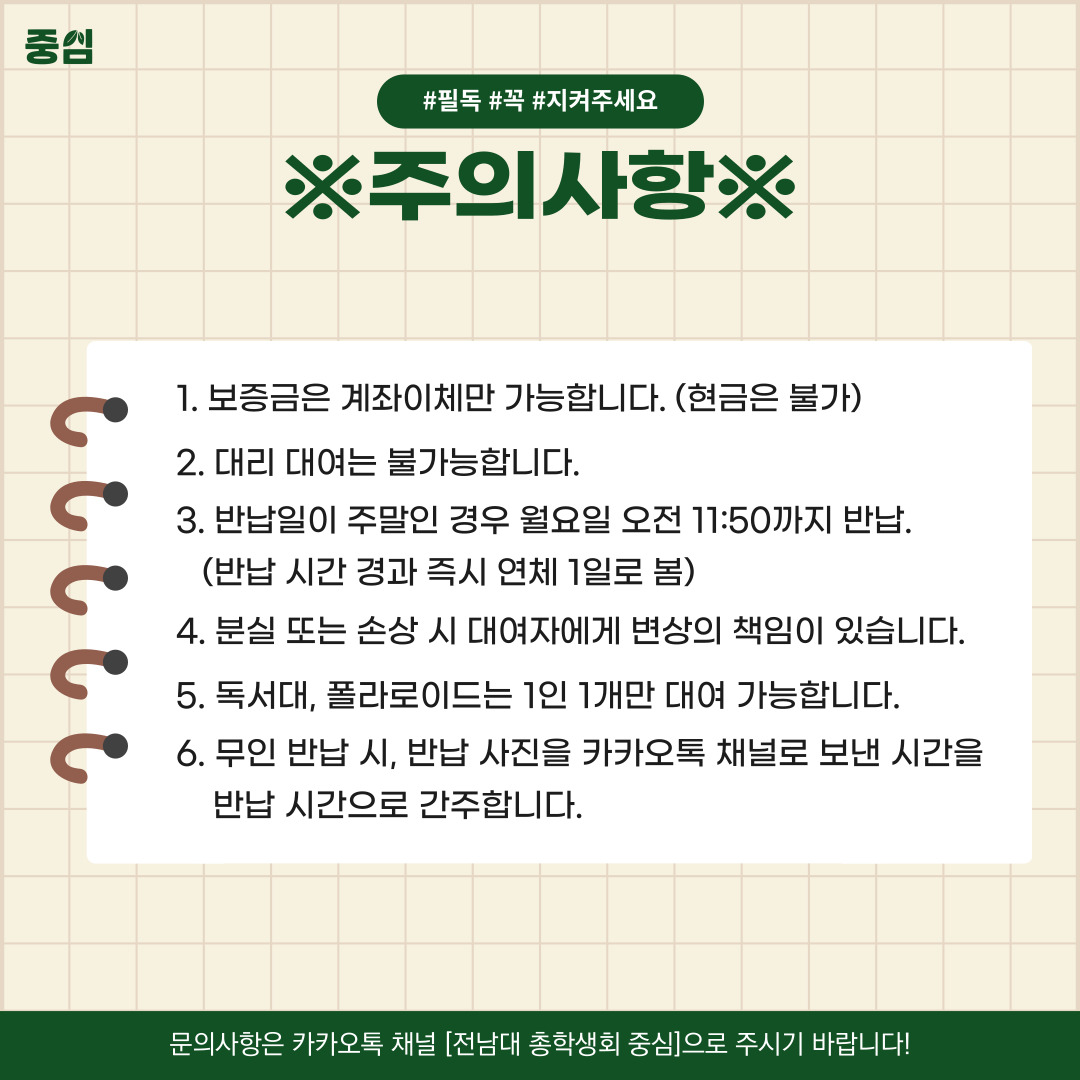 중심
#필독 #꼭 #지켜주세요
※주의사항※
1. 보증금은 계좌이체만 가능합니다. (현금은 불가)
2. 대리 대여는 불가능합니다.
3. 반납일이 주말인 경우 월요일 오전 11:50까지 반납.
(반납 시간 경과 즉시 연체 1일로 봄)
4. 분실 또는 손상 시 대여자에게 변상의 책임이 있습니다.
5. 독서대, 폴라로이드는 1인 1개만 대여 가능합니다.
6. 무인 반납 시, 반납 사진을 카카오톡 채널로 보낸 시간을
반납 시간으로 간주합니다.
문의사항은 카카오톡 채널 [전남대 총학생회 중심]으로 주시기 바랍니다!